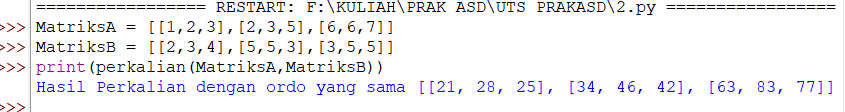 ================= RESTART: F:\KULIAH\PRAK ASD\UTS PRAKASD\2.py =================
>>> MatriksA = [[1,2,3],[2,3,5],[6,6,7]]
>>> MatriksB = [[2,3,4],[5,5,3],[3,5,5]]
>>> print(perkalian(MatriksA,MatriksB))
Hasil Perkalian dengan ordo yang sama [[21, 28, 25], [34, 46, 42], [63, 83, 77]]
>>>